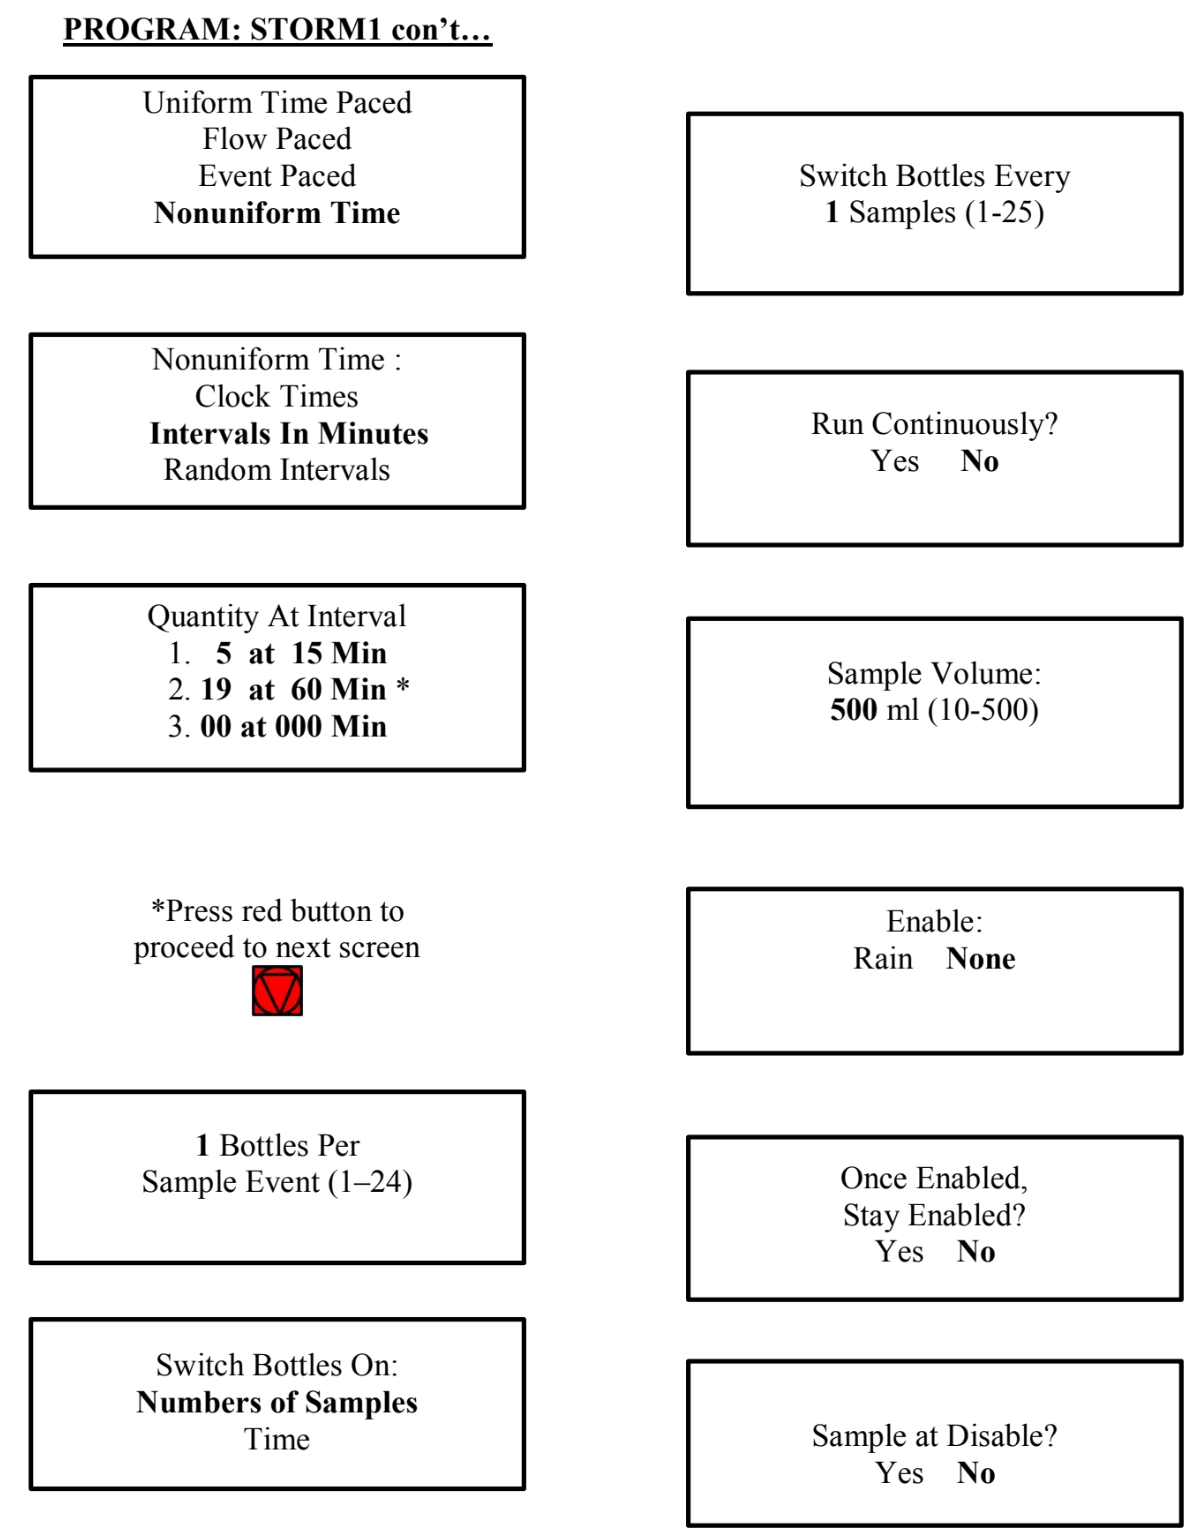 PROGRAM: STORM1 con’t…
Uniform Time Paced
Flow Paced
Event Paced
Nonuniform Time
Nonuniform Time :
Clock Times
Intervals In Minutes
Random Intervals
Quantity At Interval
1. 5 at 15 Min
2. 19 at 60 Min *
3. 00 at 000 Min
*Press red button to
proceed to next screen
1 Bottles Per
Sample Event (1–24)
Switch Bottles On:
Numbers of Samples
Time
Switch Bottles Every
1 Samples (1-25)
Run Continuously?
Yes No
Sample Volume:
500 ml (10-500)
Enable:
Rain None
Once Enabled,
Stay Enabled?
Yes No
Sample at Disable?
Yes No